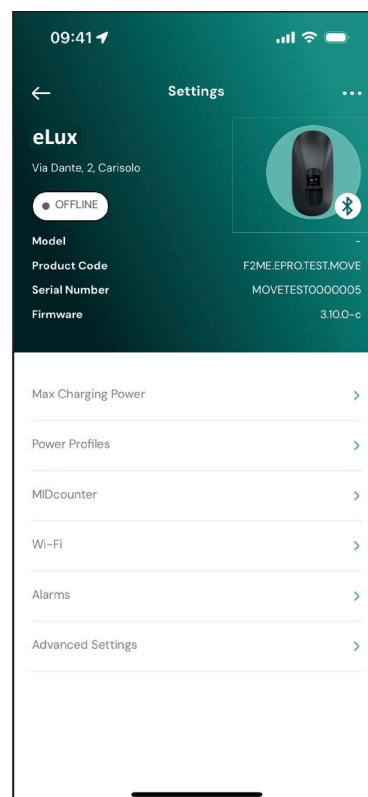 09:41
Settings
eLux
Via Dante, 2, Carisolo
OFFLINE
Model -
Product Code F2ME.EPRO.TEST.MOVE
Serial Number MOVETEST0000005
Firmware 3.10.0-c
Max Charging Power
Power Profiles
MIDcounter
Wi-Fi
Alarms
Advanced Settings